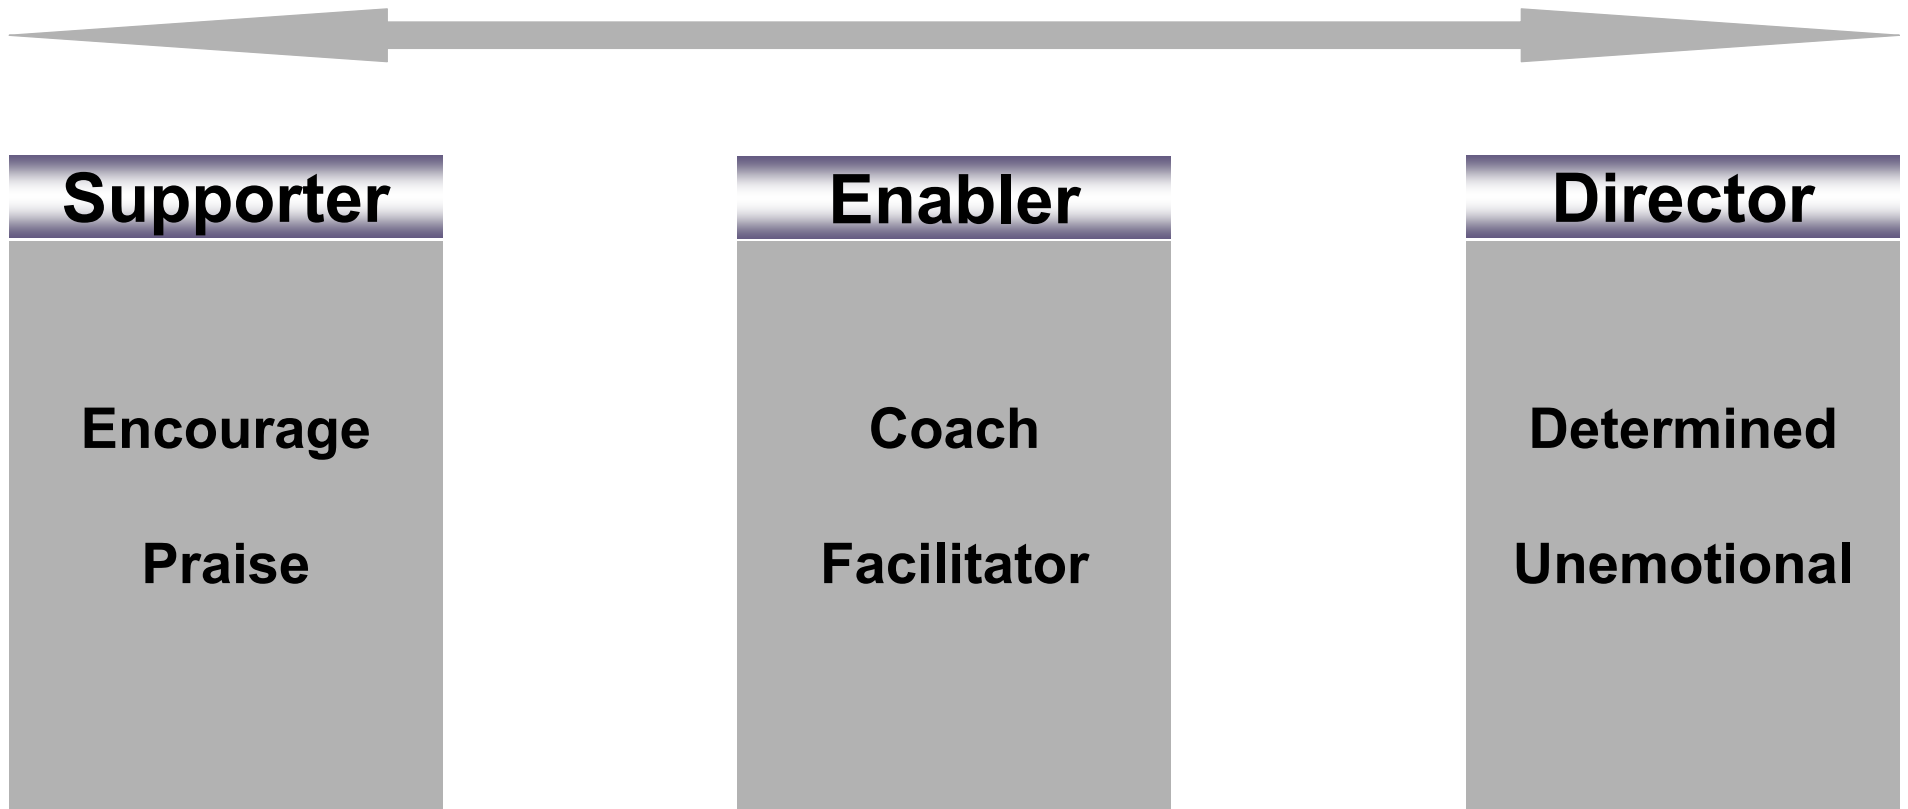 Supporter
Encourage
Praise
Enabler
Coach
Facilitator
Director
Determined
Unemotional